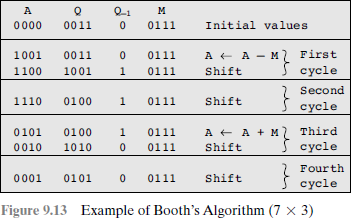 A Q Q-1 M
0000 0011 0 0111 Initial values
1001 0011 0 0111 A ← A − M First
1100 1001 1 0111 Shift cycle
1110 0100 1 0111 Shift Second cycle
0101 0100 1 0111 A ← A + M Third
0010 1010 0 0111 Shift cycle
0001 0101 0 0111 Shift Fourth cycle
Figure 9.13 Example of Booth's Algorithm (7 × 3)